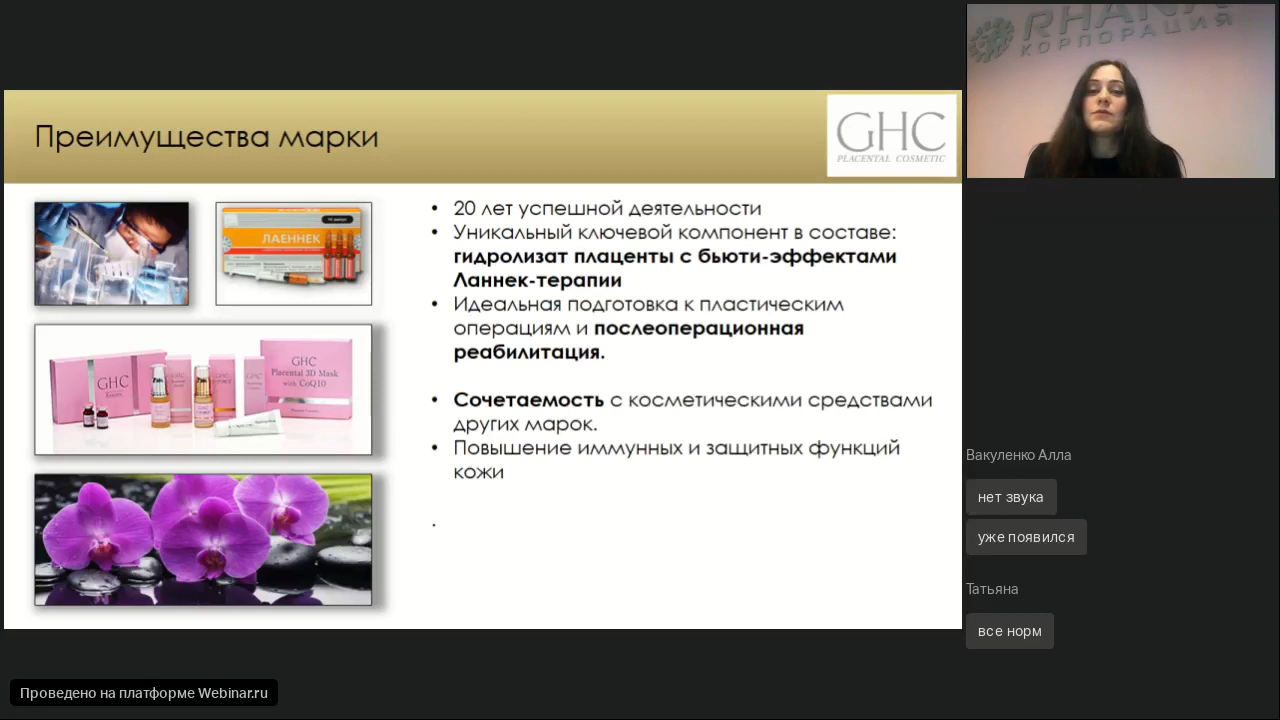 Преимущества марки
GHC
PLACENTAL COSMETIC
ЛАЕННЕК
GHC
GHC
Placental 3D Mask
with CoQ10
• 20 лет успешной деятельности
• Уникальный ключевой компонент в составе:
гидролизат плаценты с бьюти-эффектами
Ланнек-терапии
• Идеальная подготовка к пластическим
операциям и послеоперационная
реабилитация.
• Сочетаемость с косметическими средствами
других марок.
• Повышение иммунных и защитных функций
кожи
.
RHANA
КОРПОРАЦИЯ
Вакуленко Алла
нет звука
уже появился
Татьяна
все норм
Проведено на платформе Webinar.ru